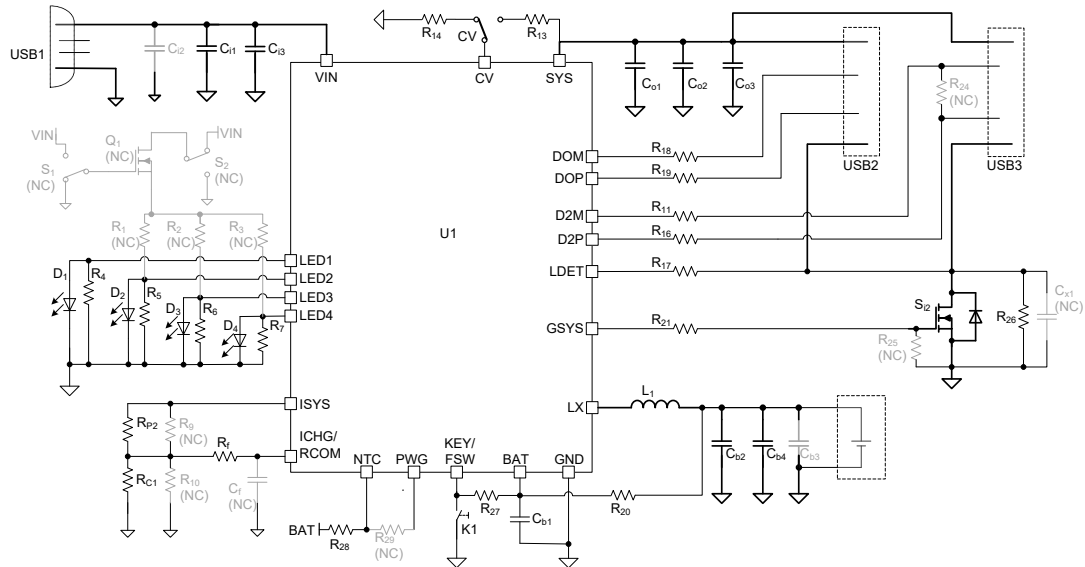 USB1
Ci2
Ci1
Ci3
VIN
R14
CV
R13
CV
SYS
Co1
Co2
Co3
R24
(NC)
USB2
USB3
VIN
Q1
(NC)
VIN
S1
(NC)
S2
(NC)
R1
(NC)
R2
(NC)
R3
(NC)
U1
DOM
R18
DOP
R19
D2M
R11
D2P
R16
LDET
R17
GSYS
R21
Si2
R26
Cx1
(NC)
R25
(NC)
LED1
LED2
LED3
LED4
D1
R4
D2
R5
D3
R6
D4
R7
ISYS
RP2
R9
(NC)
ICHG/
RCOM
Rf
RC1
R10
(NC)
Cf
(NC)
LX
L1
Cb2
Cb4
Cb3
NTC
PWG
KEY/
FSW
BAT
GND
BAT
R28
R29
(NC)
K1
R27
Cb1
R20